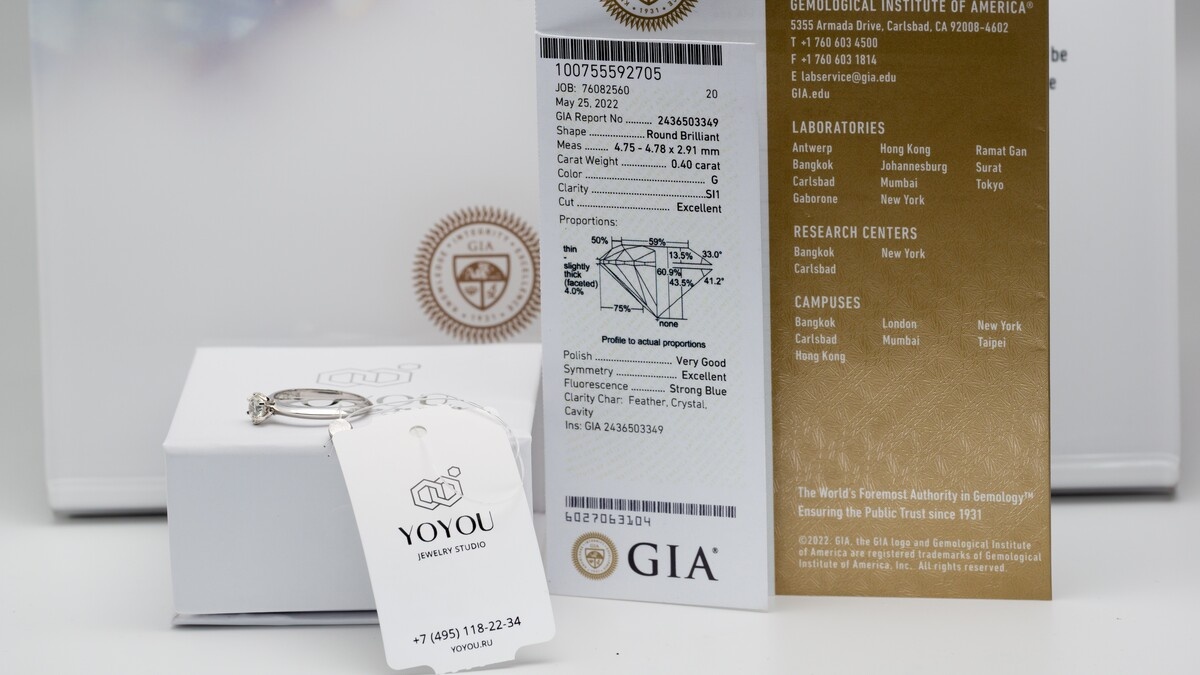 GEMOLOGICAL INSTITUTE OF AMERICA®
5355 Armada Drive, Carlsbad, CA 92008-4602
T +1 760 603 4500
F +1 760 603 1814
E labservice@gia.edu
GIA.edu
LABORATORIES
Antwerp Hong Kong Ramat Gan
Bangkok Johannesburg Surat
Carlsbad Mumbai Tokyo
Gaborone New York
RESEARCH CENTERS
Bangkok New York
Carlsbad
CAMPUSES
Bangkok London New York
Carlsbad Mumbai Taipei
Hong Kong
The World's Foremost Authority in Gemology™
Ensuring the Public Trust since 1931
©2022. GIA, the GIA logo and Gemological Institute
of America are registered trademarks of Gemological
Institute of America, Inc. All rights reserved.
1931
100755592705
JOB: 76082560 20
May 25, 2022
GIA Report No .......... 2436503349
Shape .................. Round Brilliant
Meas ......... 4.75 - 4.78 x 2.91 mm
Carat Weight ............... 0.40 carat
Color ........................................ G
Clarity ..................................... SI1
Cut ............................... Excellent
Proportions:
50% 59%
thin - slightly thick (faceted) 4.0%
13.5% 33.0°
60.9%
43.5% 41.2°
75%
none
Profile to actual proportions
Polish ......................... Very Good
Symmetry ..................... Excellent
Fluorescence ............ Strong Blue
Clarity Char: Feather, Crystal,
Cavity
Ins: GIA 2436503349
6027063104
GIA®
KNOWLEDGE • INTEGRITY • EXCELLENCE
GIA
1931
be
e
YOYOU
JEWELRY STUDIO
+7 (495) 118-22-34
YOYOU.RU